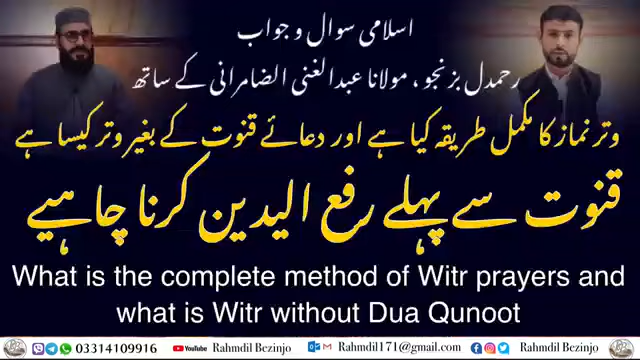 اسلامی سوال و جواب
رحمدل بزنجو ، مولانا عبدالغنی الضامرانی کے ساتھ
وتر نماز کا مکمل طریقہ کیا ہے اور دعائے قنوت کے بغیر وتر کیسا ہے
قنوت سے پہلے رفع الیدین کرنا چاہیے
What is the complete method of Witr prayers and
what is Witr without Dua Qunoot
03314109916 YouTube Rahmdil Bezinjo Rahmdil171@gmail.com Rahmdil Bezinjo